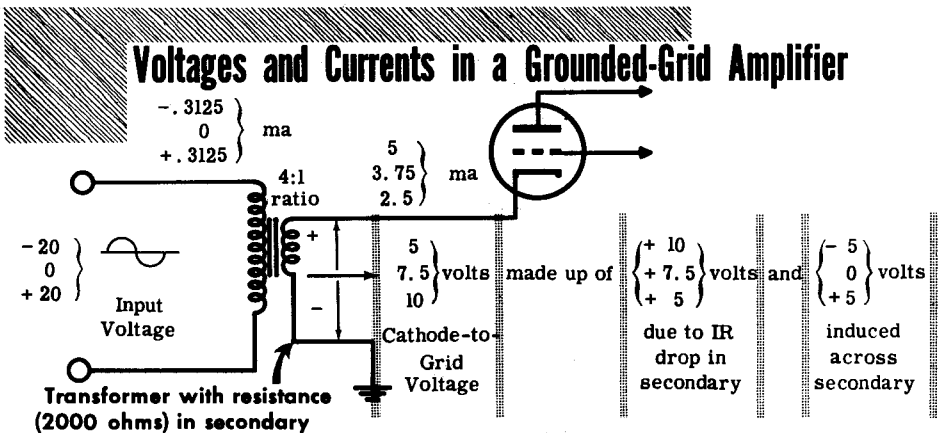 Voltages and Currents in a Grounded-Grid Amplifier
-.3125
0
+.3125
ma
4:1
ratio
5
3.75
2.5
ma
-20
0
+20
Input
Voltage
+
-
5
7.5
10
volts
Cathode-to-
Grid
Voltage
made up of
+ 10
+ 7.5
+ 5
volts
due to IR
drop in
secondary
and
- 5
0
+5
volts
induced
across
secondary
Transformer with resistance
(2000 ohms) in secondary